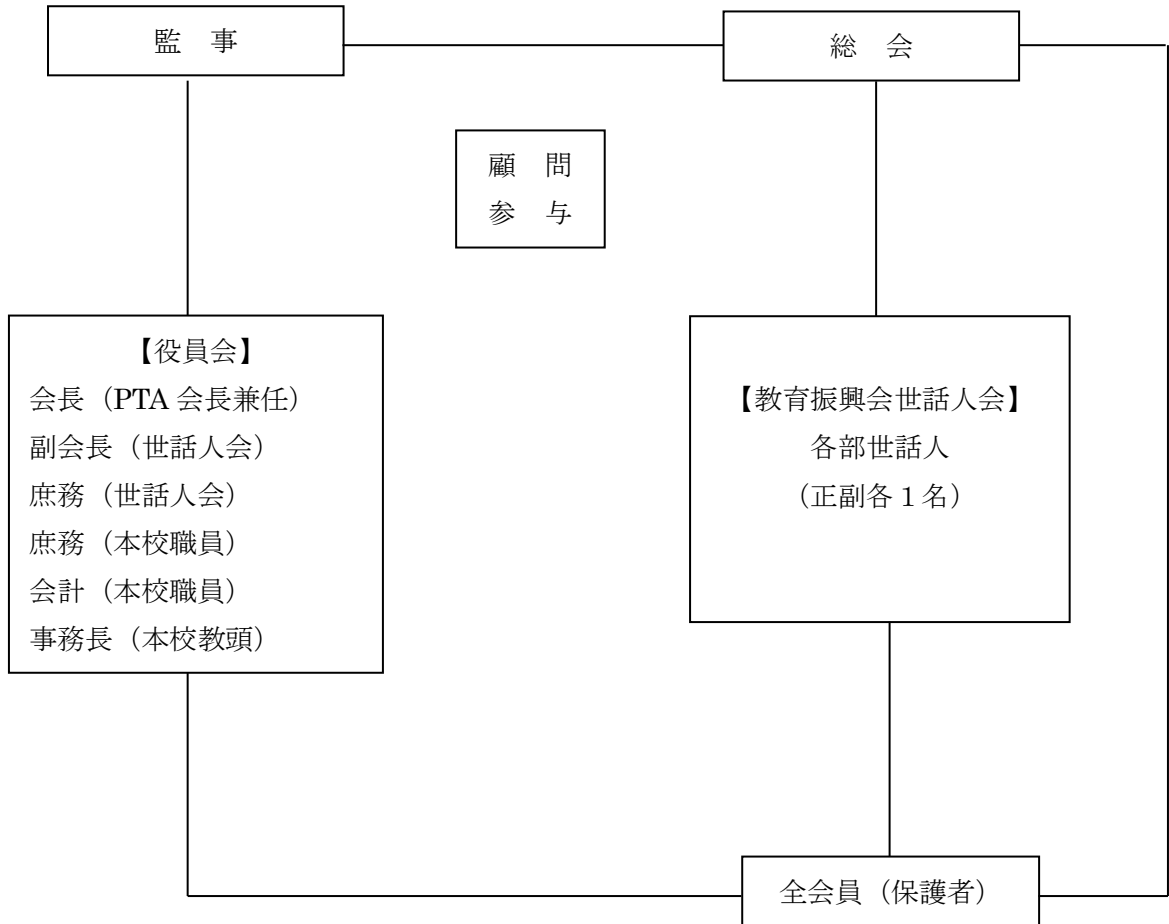 監　事
総　会
顧　問
参　与
【役員会】
会長（PTA 会長兼任）
副会長（世話人会）
庶務（世話人会）
庶務（本校職員）
会計（本校職員）
事務長（本校教頭）
【教育振興会世話人会】
各部世話人
（正副各１名）
全会員（保護者）